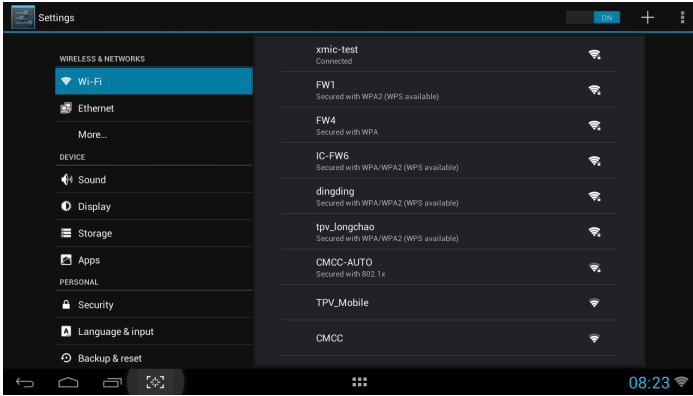 Settings
ON
WIRELESS & NETWORKS
Wi-Fi
Ethernet
More...
DEVICE
Sound
Display
Storage
Apps
PERSONAL
Security
A
Language & input
Backup & reset
xmic-test
Connected
FW1
Secured with WPA2 (WPS available)
FW4
Secured with WPA
IC-FW6
Secured with WPA/WPA2 (WPS available)
dingding
Secured with WPA/WPA2 (WPS available)
tpv_longchao
Secured with WPA/WPA2 (WPS available)
CMCC-AUTO
Secured with 802.1x
TPV_Mobile
CMCC
08:23